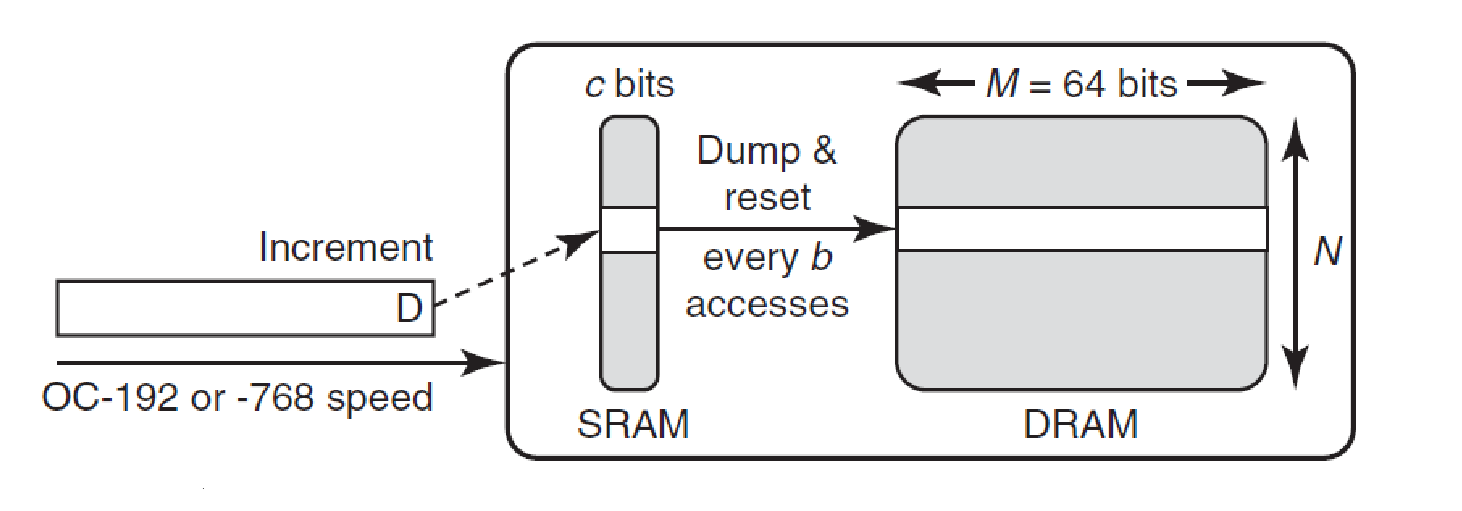 c bits
M = 64 bits
Dump &
reset
every b
accesses
N
Increment
D
OC-192 or -768 speed
SRAM
DRAM